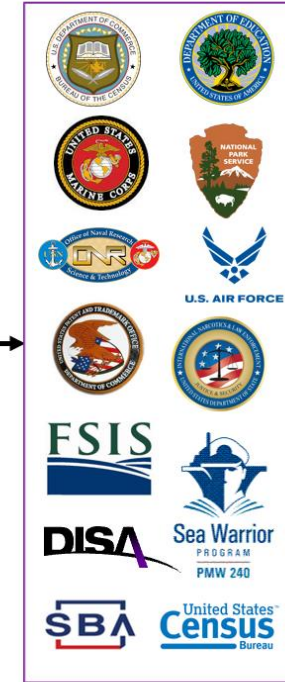 U.S. DEPARTMENT OF COMMERCE
BUREAU OF THE CENSUS
DEPARTMENT OF EDUCATION
UNITED STATES OF AMERICA
UNITED STATES
MARINE CORPS
NATIONAL
PARK
SERVICE
Office of Naval Research
ONR
Science & Technology
U.S. AIR FORCE
UNITED STATES PATENT AND TRADEMARK OFFICE
DEPARTMENT OF COMMERCE
INTERNATIONAL NARCOTICS & LAW ENFORCEMENT
JUSTICE & SECURITY
UNITED STATES DEPARTMENT OF STATE
FSIS
Sea Warrior
PROGRAM
PMW 240
DISA
SBA
United States™
Census
Bureau